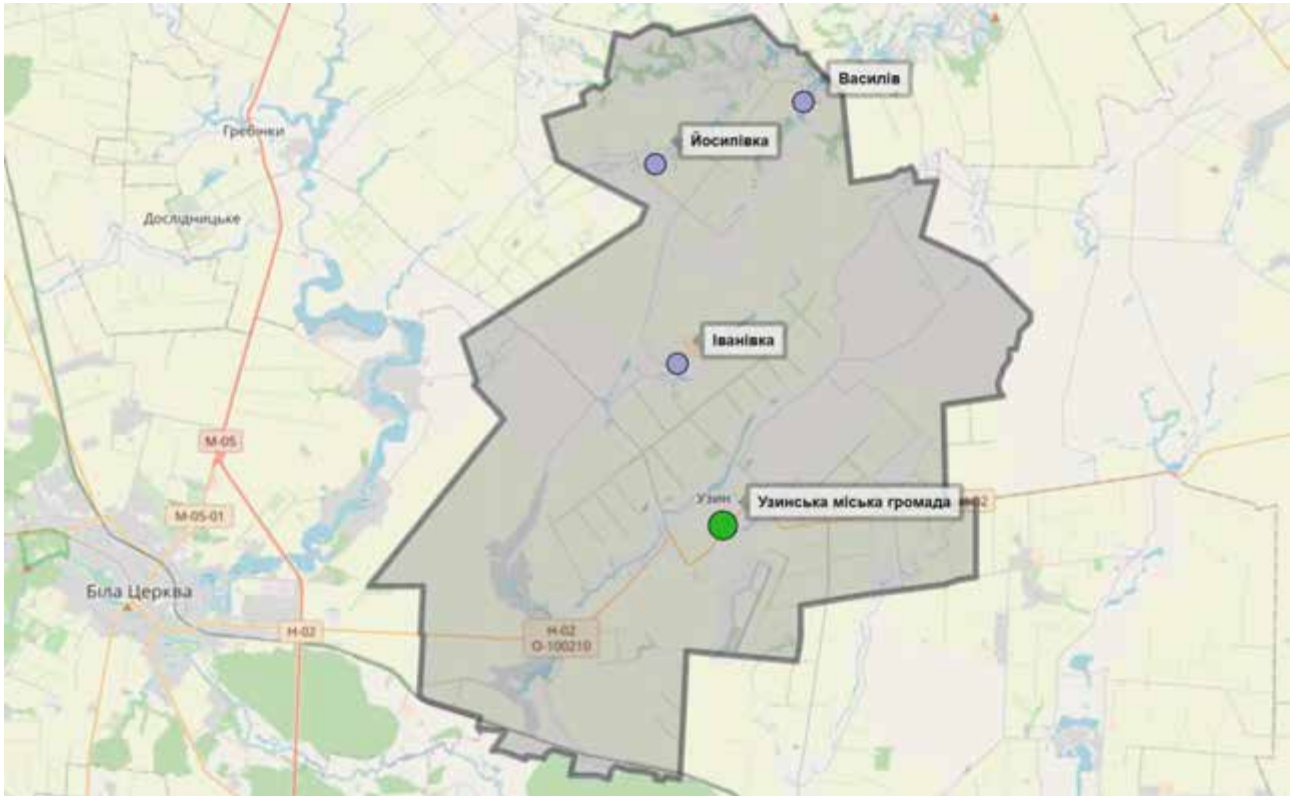 Василів
Гребінки
Йосипівка
Дослідницьке
Іванівка
М-05
Узин
Узинська міська громада
М-05-01
Біла Церква
Н-02
Н-02
О-100210